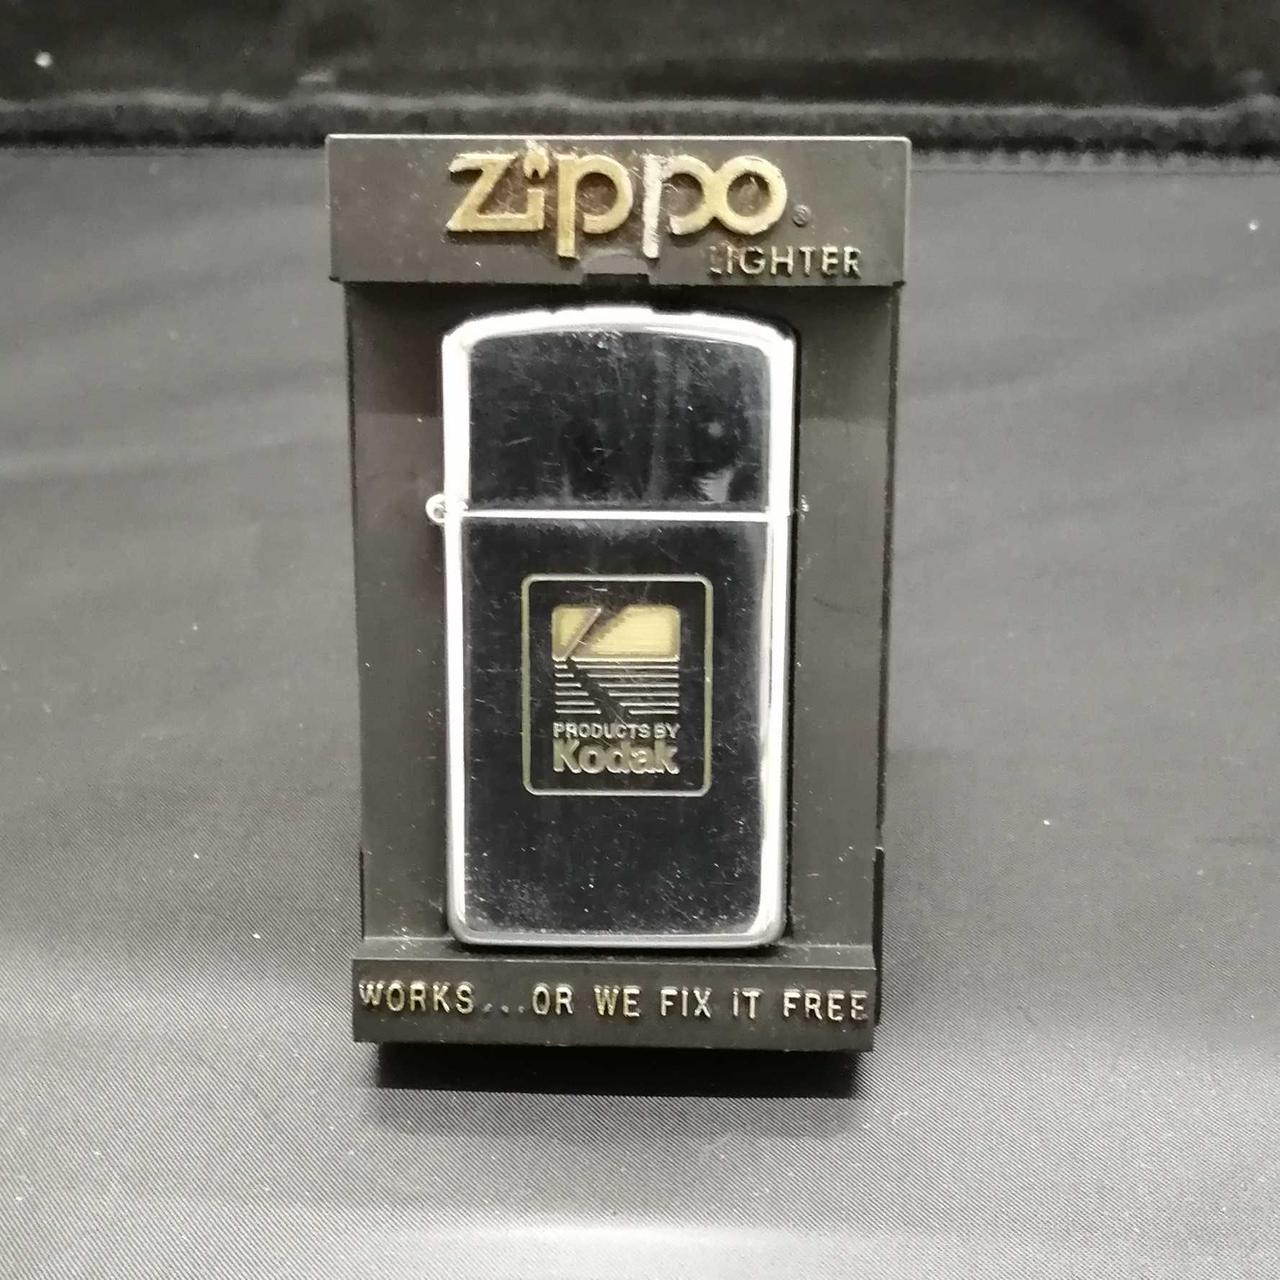 Zippo®
LIGHTER
PRODUCTS BY
Kodak
WORKS...OR WE FIX IT FREE